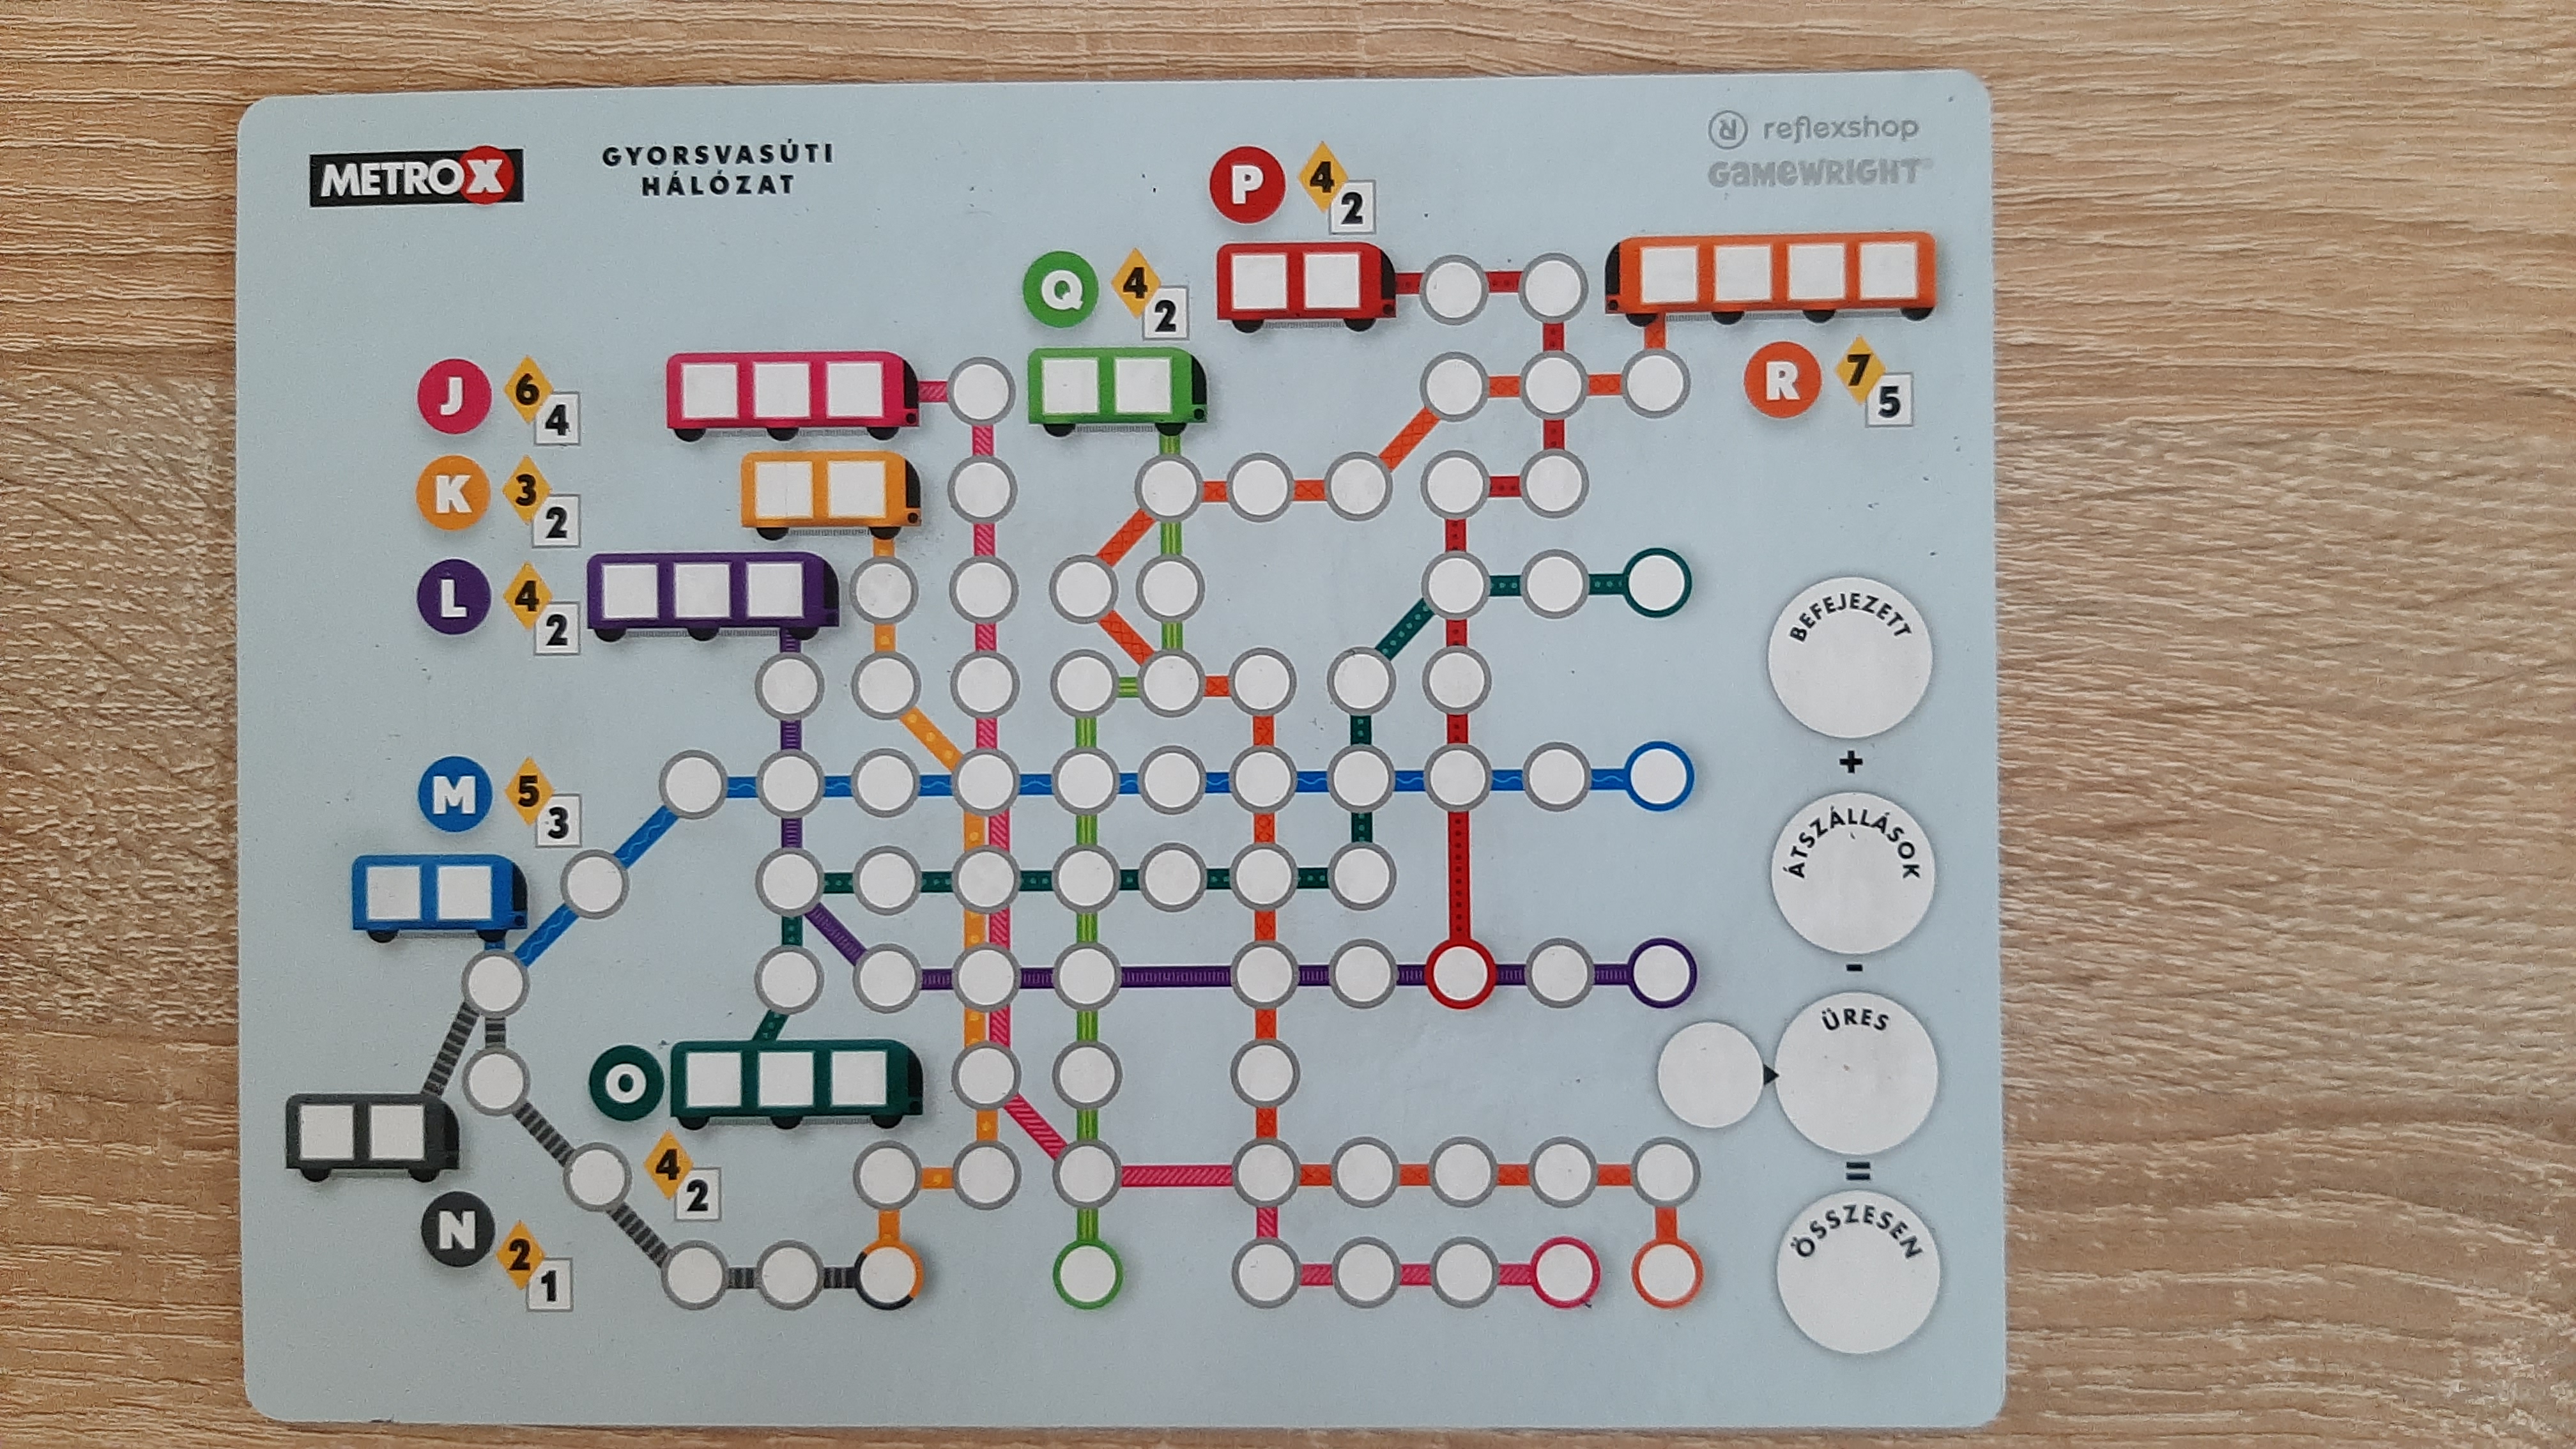 METRO X
GYORSVASÚTI
HÁLÓZAT
reflexshop
GAMEWRIGHT
P 4 2
Q 4 2
R 7 5
J 6 4
K 3 2
L 4 2
M 5 3
O 4 2
N 2 1
BEFEJEZETT
+
ÁTSZÁLLÁSOK
-
ÜRES
=
ÖSSZESEN